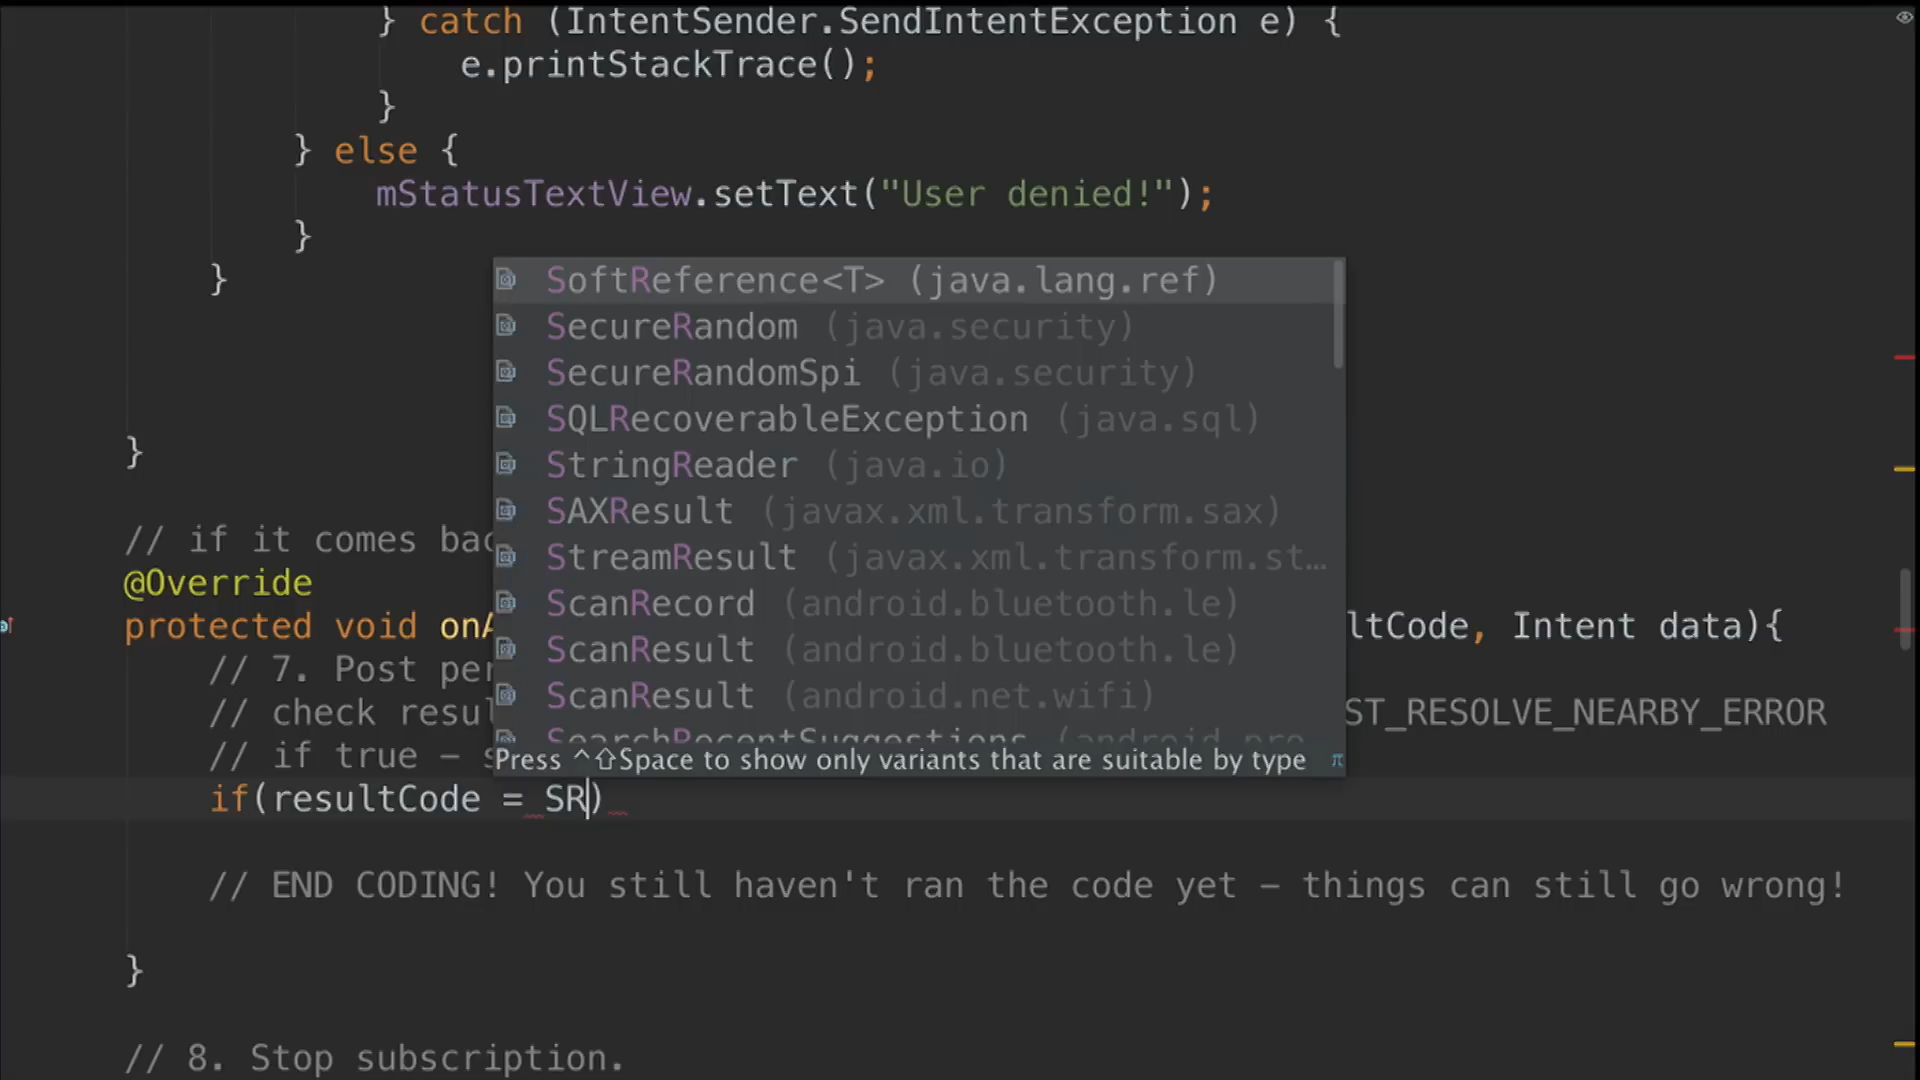 } catch (IntentSender.SendIntentException e) {
e.printStackTrace();
}
} else {
mStatusTextView.setText("User denied!");
}
}
SoftReference<T> (java.lang.ref)
SecureRandom (java.security)
SecureRandomSpi (java.security)
SQLRecoverableException (java.sql)
StringReader (java.io)
}
SAXResult (javax.xml.transform.sax)
// if it comes bac
StreamResult (javax.xml.transform.st…
@Override
ScanRecord (android.bluetooth.le)
protected void onA
ltCode, Intent data){
ScanResult (android.bluetooth.le)
// 7. Post per
ScanResult (android.net.wifi)
// check resul
ST_RESOLVE_NEARBY_ERROR
SearchRecentSuggestions (android.pro
// if true – s
Press ^⇧Space to show only variants that are suitable by type π
if(resultCode = SR)
// END CODING! You still haven't ran the code yet – things can still go wrong!
}
// 8. Stop subscription.